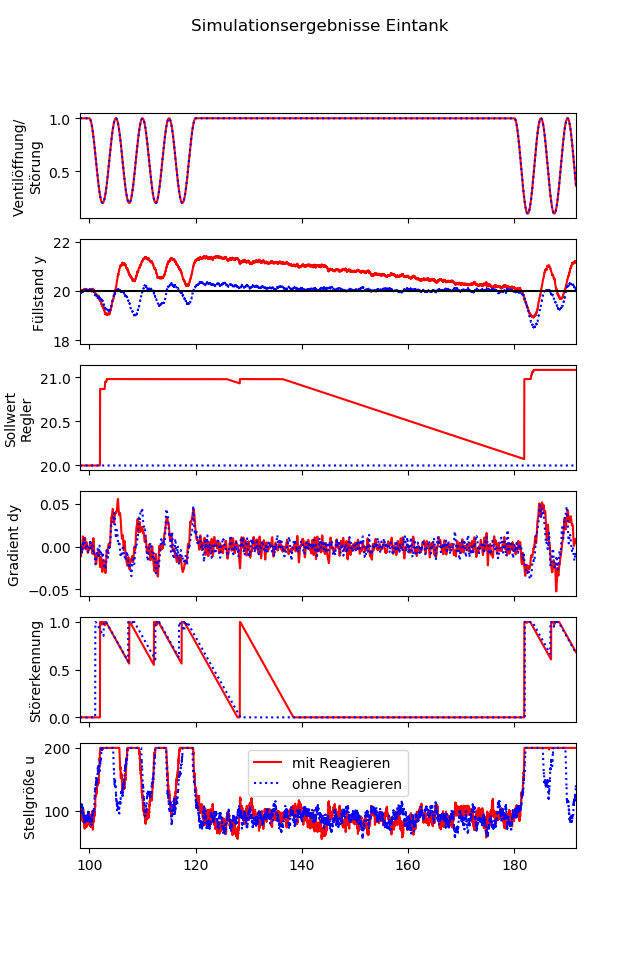 Simulationsergebnisse Eintank
Ventilöffnung/
Störung
1.0
0.5
Füllstand y
22
20
18
Sollwert
Regler
21.0
20.5
20.0
Gradient dy
0.05
0.00
−0.05
Störerkennung
1.0
0.5
0.0
Stellgröße u
200
100
mit Reagieren
ohne Reagieren
100 120 140 160 180